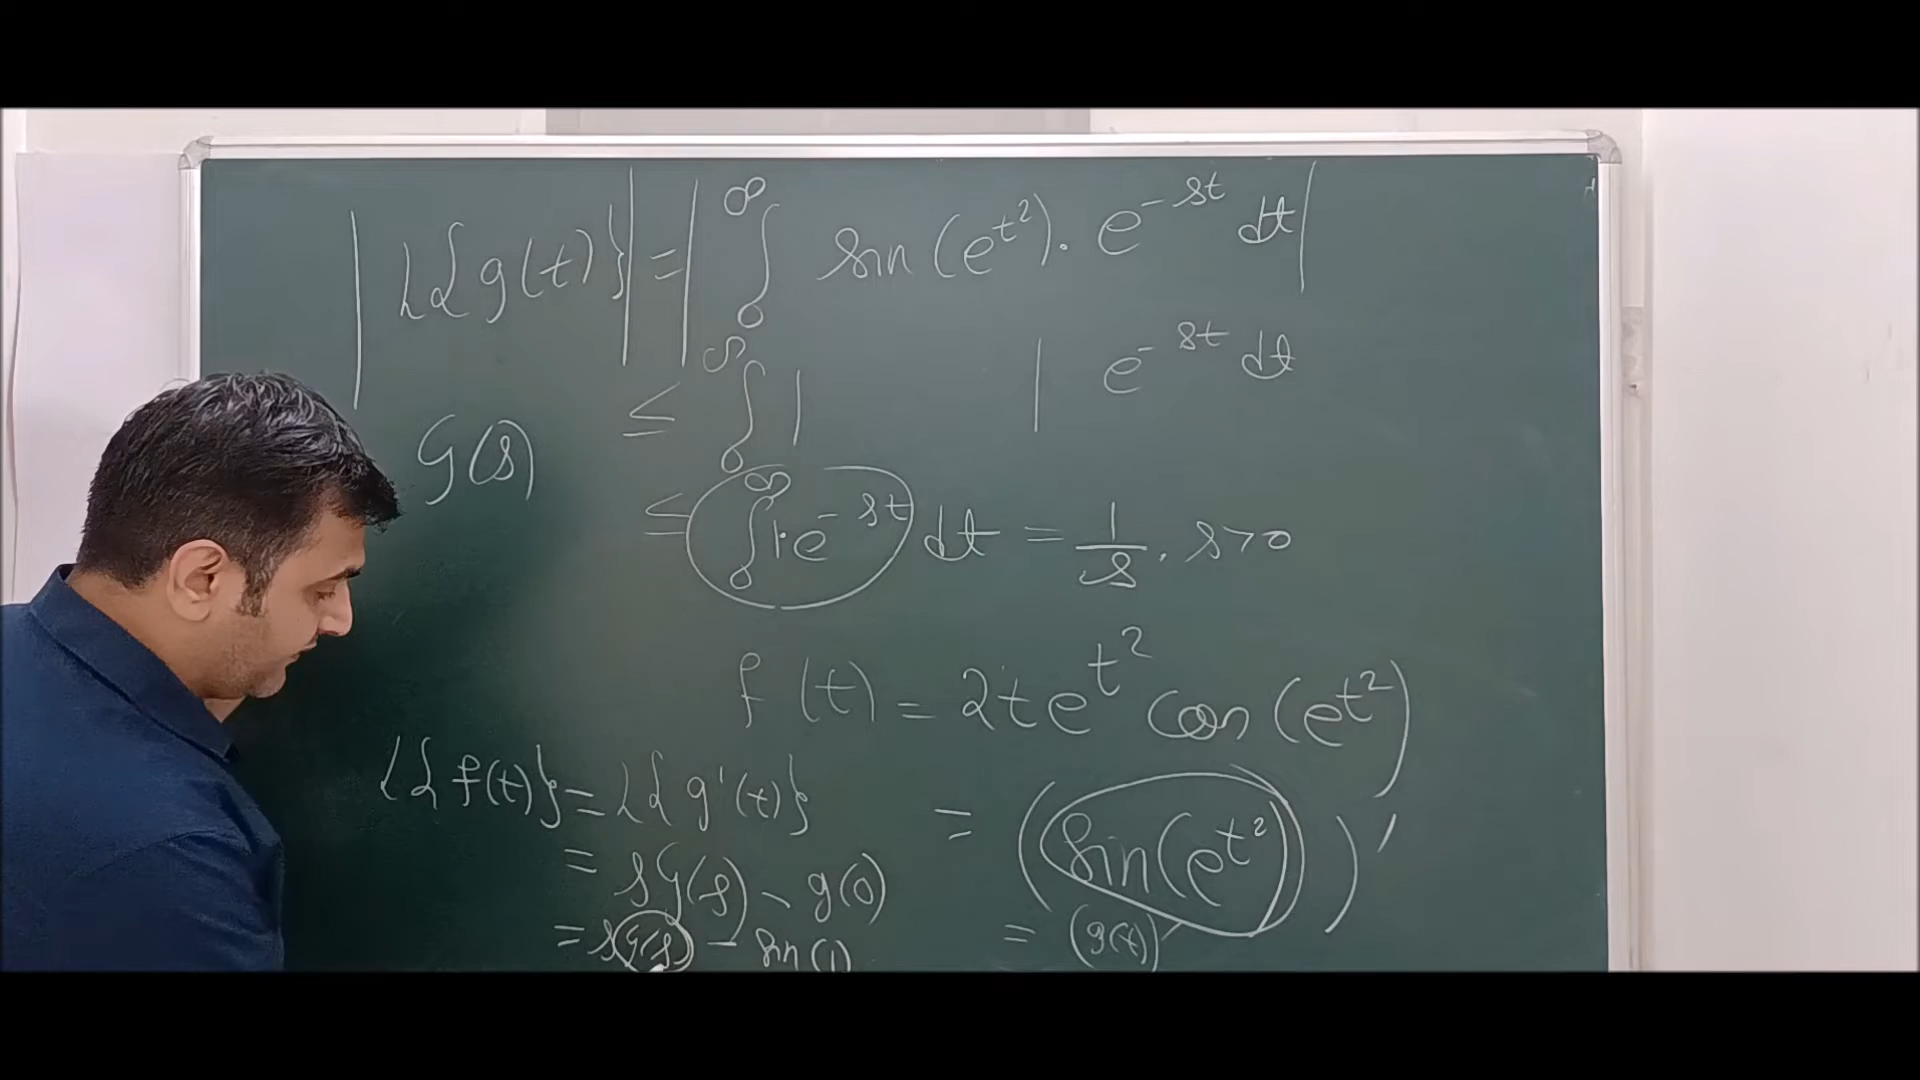 |L{g(t)}| = |∫₀^∞ sin(e^{t²}). e^{-st} dt|
≤ ∫₀^∞ | | e^{-st} dt
G(s)
≤ ∫₀^∞ 1·e^{-st} dt = 1/s, s>0
f(t) = 2te^{t²} cos(e^{t²})
L{f(t)} = L{g'(t)}
= (sin(e^{t²}))'
= sG(s) - g(0)
= sG(s) - sin(1)
= (g(t))'